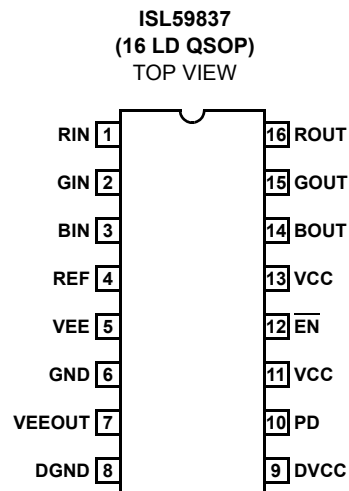 ISL59837
(16 LD QSOP)
TOP VIEW
RIN 1 16 ROUT
GIN 2 15 GOUT
BIN 3 14 BOUT
REF 4 13 VCC
VEE 5 12 EN
GND 6 11 VCC
VEEOUT 7 10 PD
DGND 8 9 DVCC